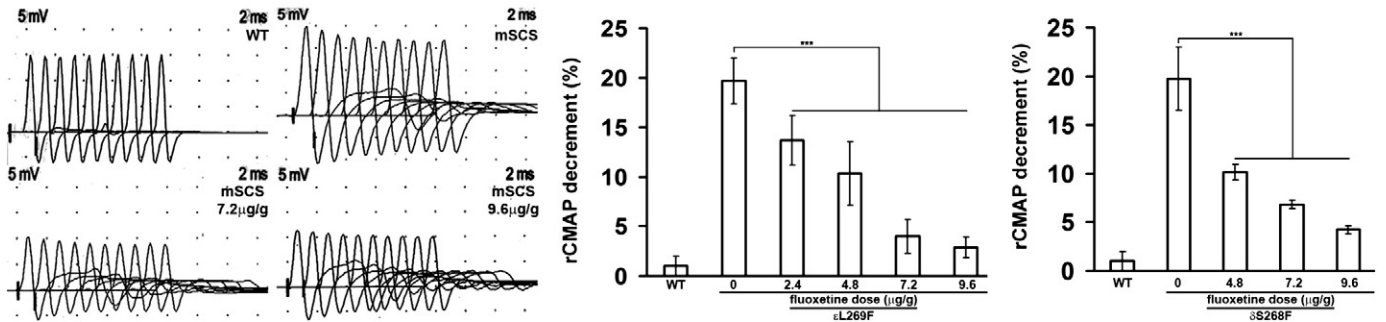 5 mV 2 ms
WT
5 mV 2 ms
mSCS
5 mV 2 ms
mSCS
7.2µg/g
5 mV 2 ms
mSCS
9.6µg/g
rCMAP decrement (%)
25
20
15
10
5
0
***
WT 0 2.4 4.8 7.2 9.6
fluoxetine dose (µg/g)
εL269F
rCMAP decrement (%)
25
20
15
10
5
0
***
WT 0 4.8 7.2 9.6
fluoxetine dose (µg/g)
δS268F